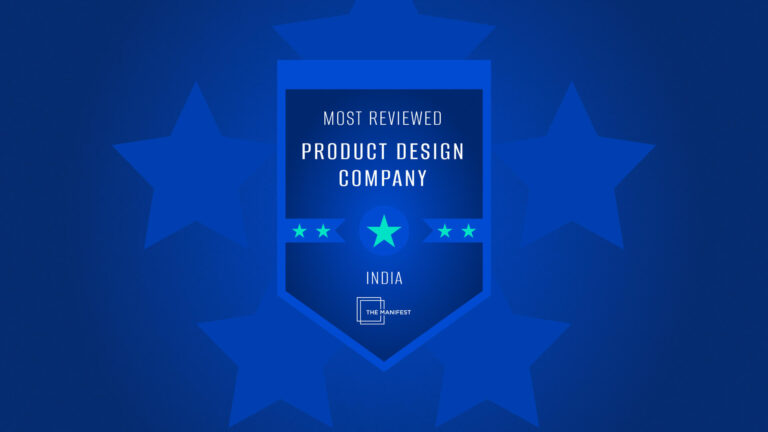 MOST REVIEWED
PRODUCT DESIGN
COMPANY
INDIA
THE MANIFEST